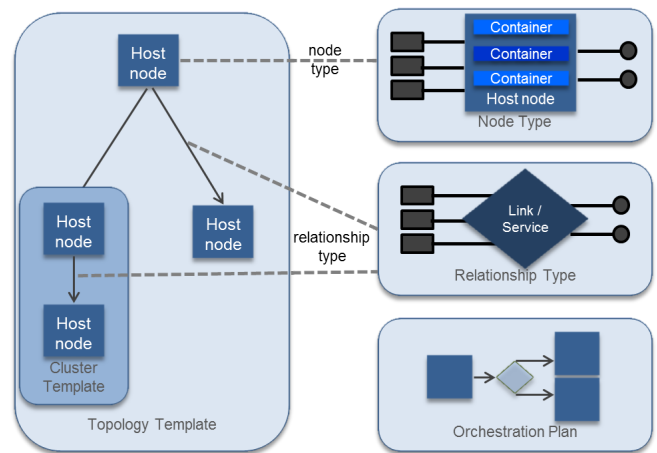 Host
node
node
type
Container
Container
Container
Host node
Node Type
Host
node
Host
node
relationship
type
Link /
Service
Relationship Type
Host
node
Cluster
Template
Topology Template
Orchestration Plan